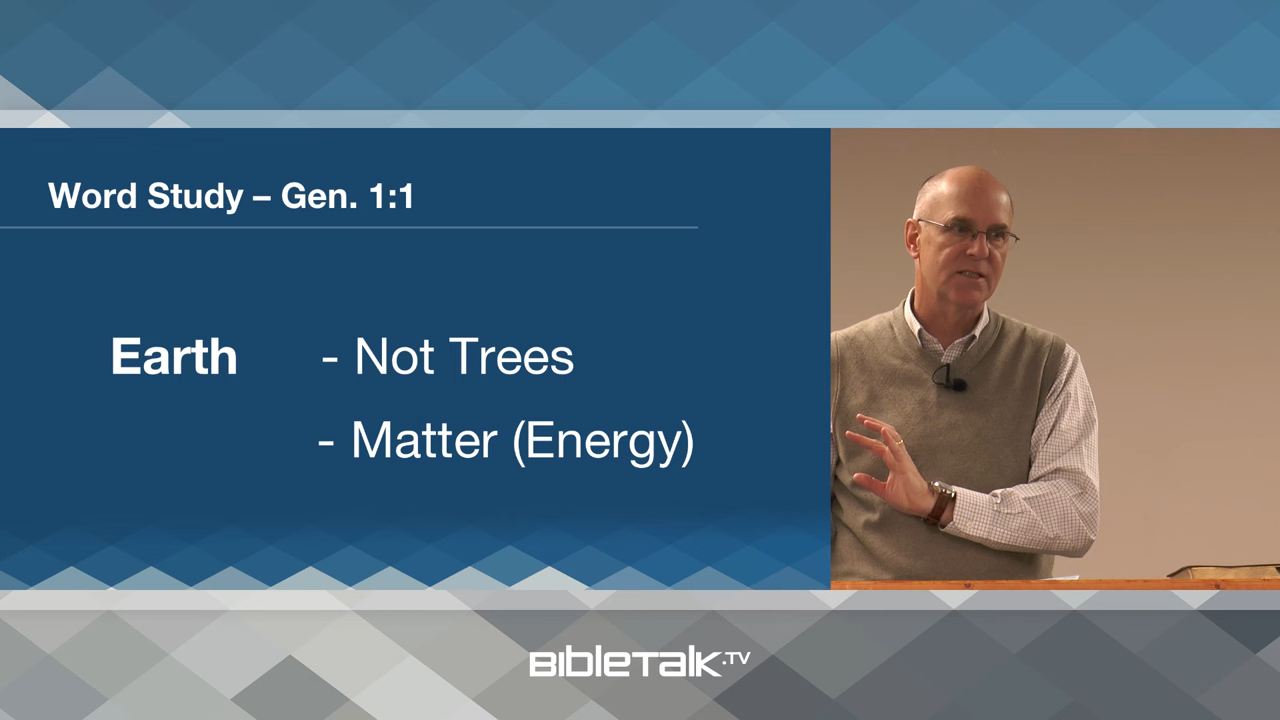 Word Study – Gen. 1:1
Earth - Not Trees
- Matter (Energy)
BIBLETALK.TV